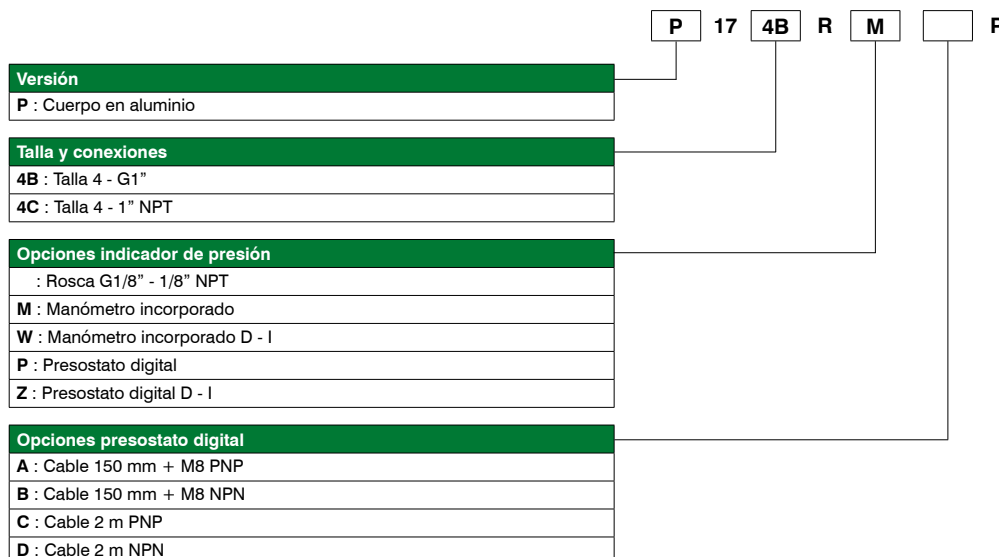 P 17 4B R M P
Versión
P : Cuerpo en aluminio
Talla y conexiones
4B : Talla 4 - G1”
4C : Talla 4 - 1” NPT
Opciones indicador de presión
: Rosca G1/8” - 1/8” NPT
M : Manómetro incorporado
W : Manómetro incorporado D - I
P : Presostato digital
Z : Presostato digital D - I
Opciones presostato digital
A : Cable 150 mm + M8 PNP
B : Cable 150 mm + M8 NPN
C : Cable 2 m PNP
D : Cable 2 m NPN